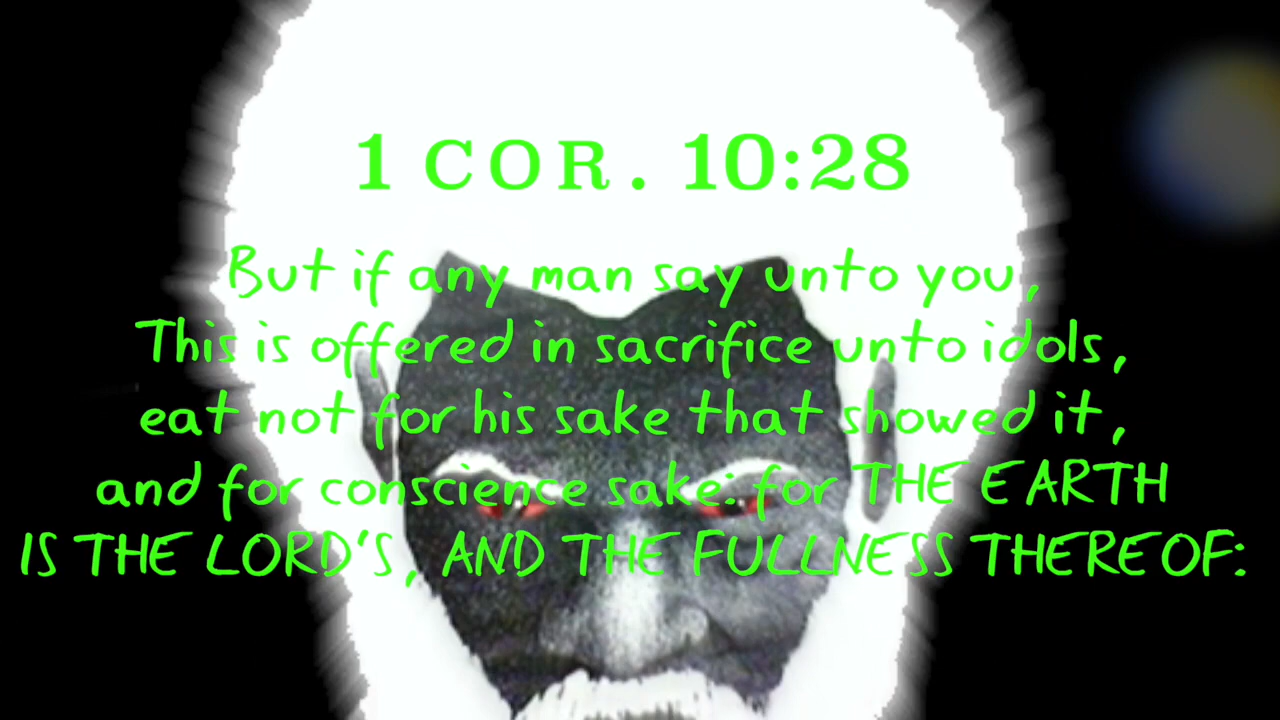 1 COR. 10:28
But if any man say unto you,
This is offered in sacrifice unto idols,
eat not for his sake that showed it,
and for conscience sake: for THE EARTH
IS THE LORD'S, AND THE FULLNESS THEREOF: